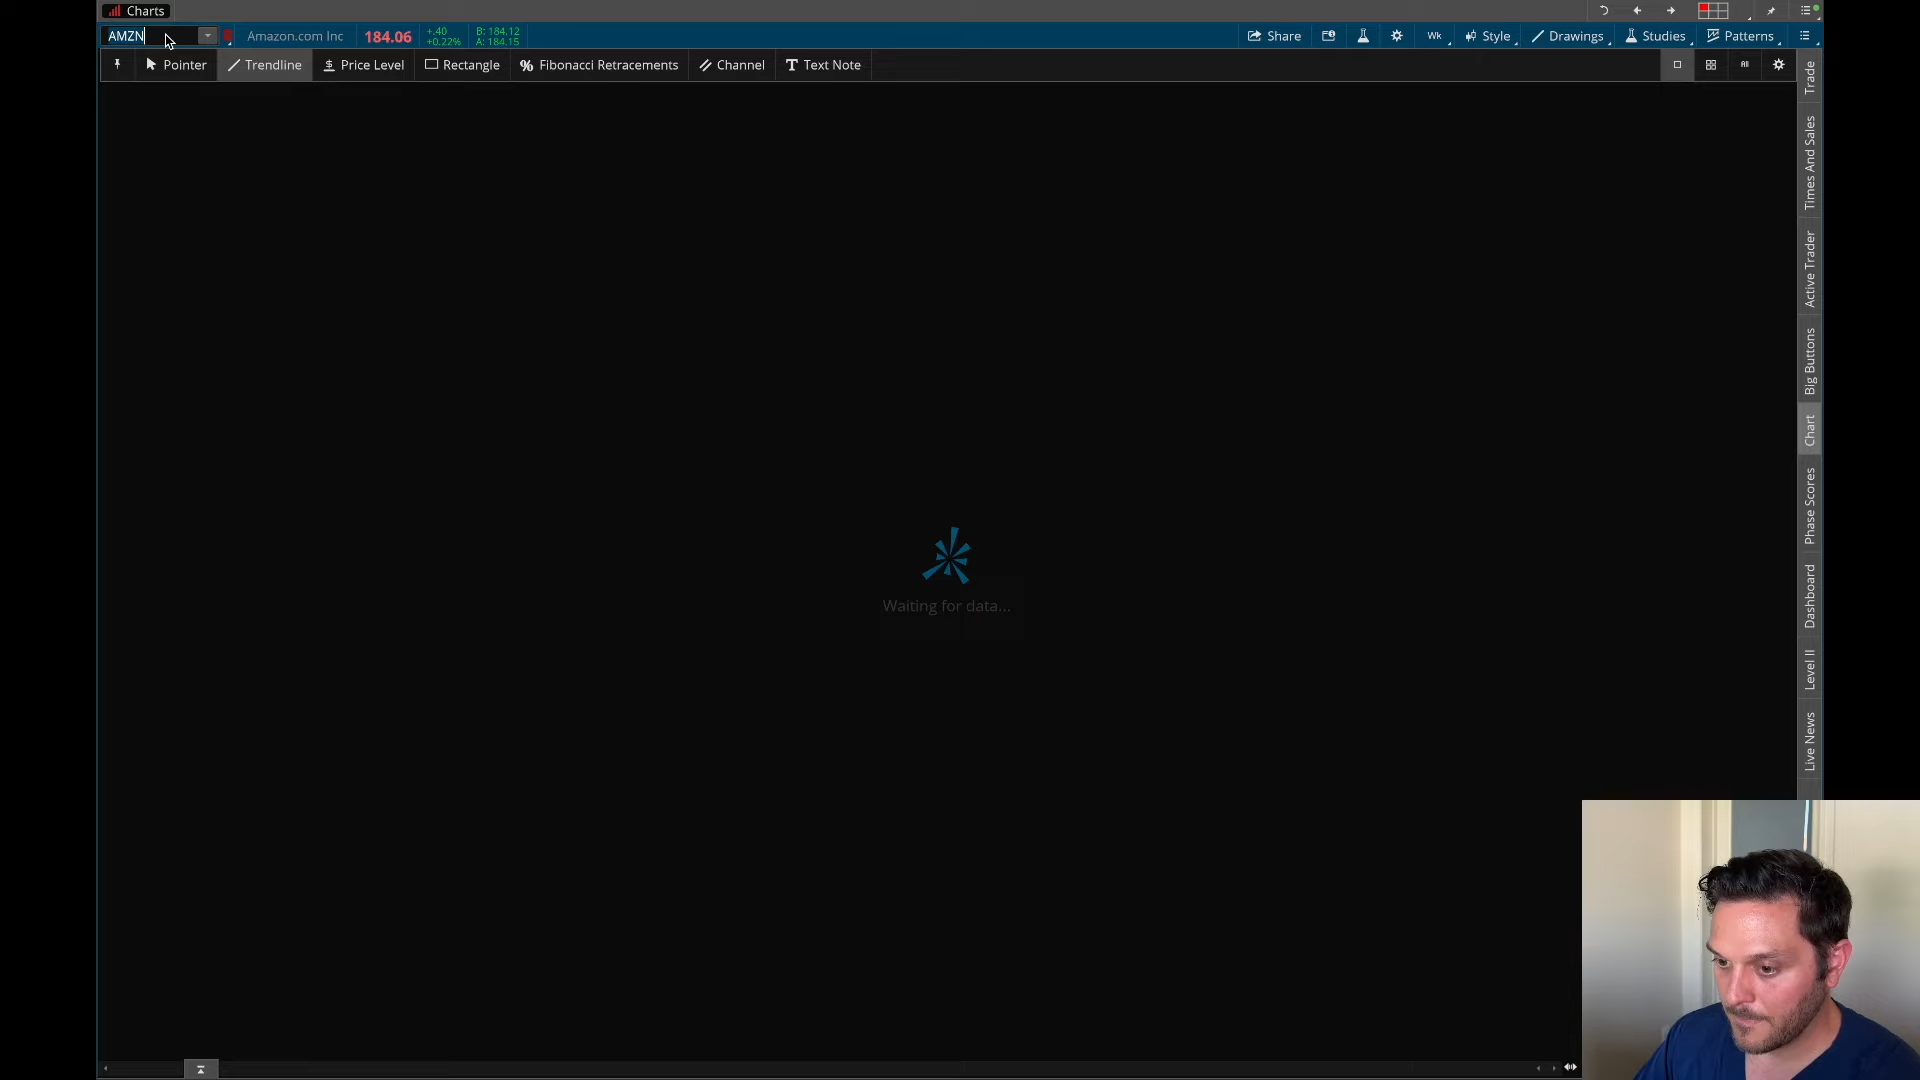 Charts
AMZN
Amazon.com Inc
184.06
+.40
+0.22%
B: 184.12
A: 184.15
Share
Wk
Style
Drawings
Studies
Patterns
Pointer
Trendline
Price Level
Rectangle
Fibonacci Retracements
Channel
Text Note
All
Trade
Times And Sales
Active Trader
Big Buttons
Chart
Phase Scores
Dashboard
Level II
Live News
Waiting for data...